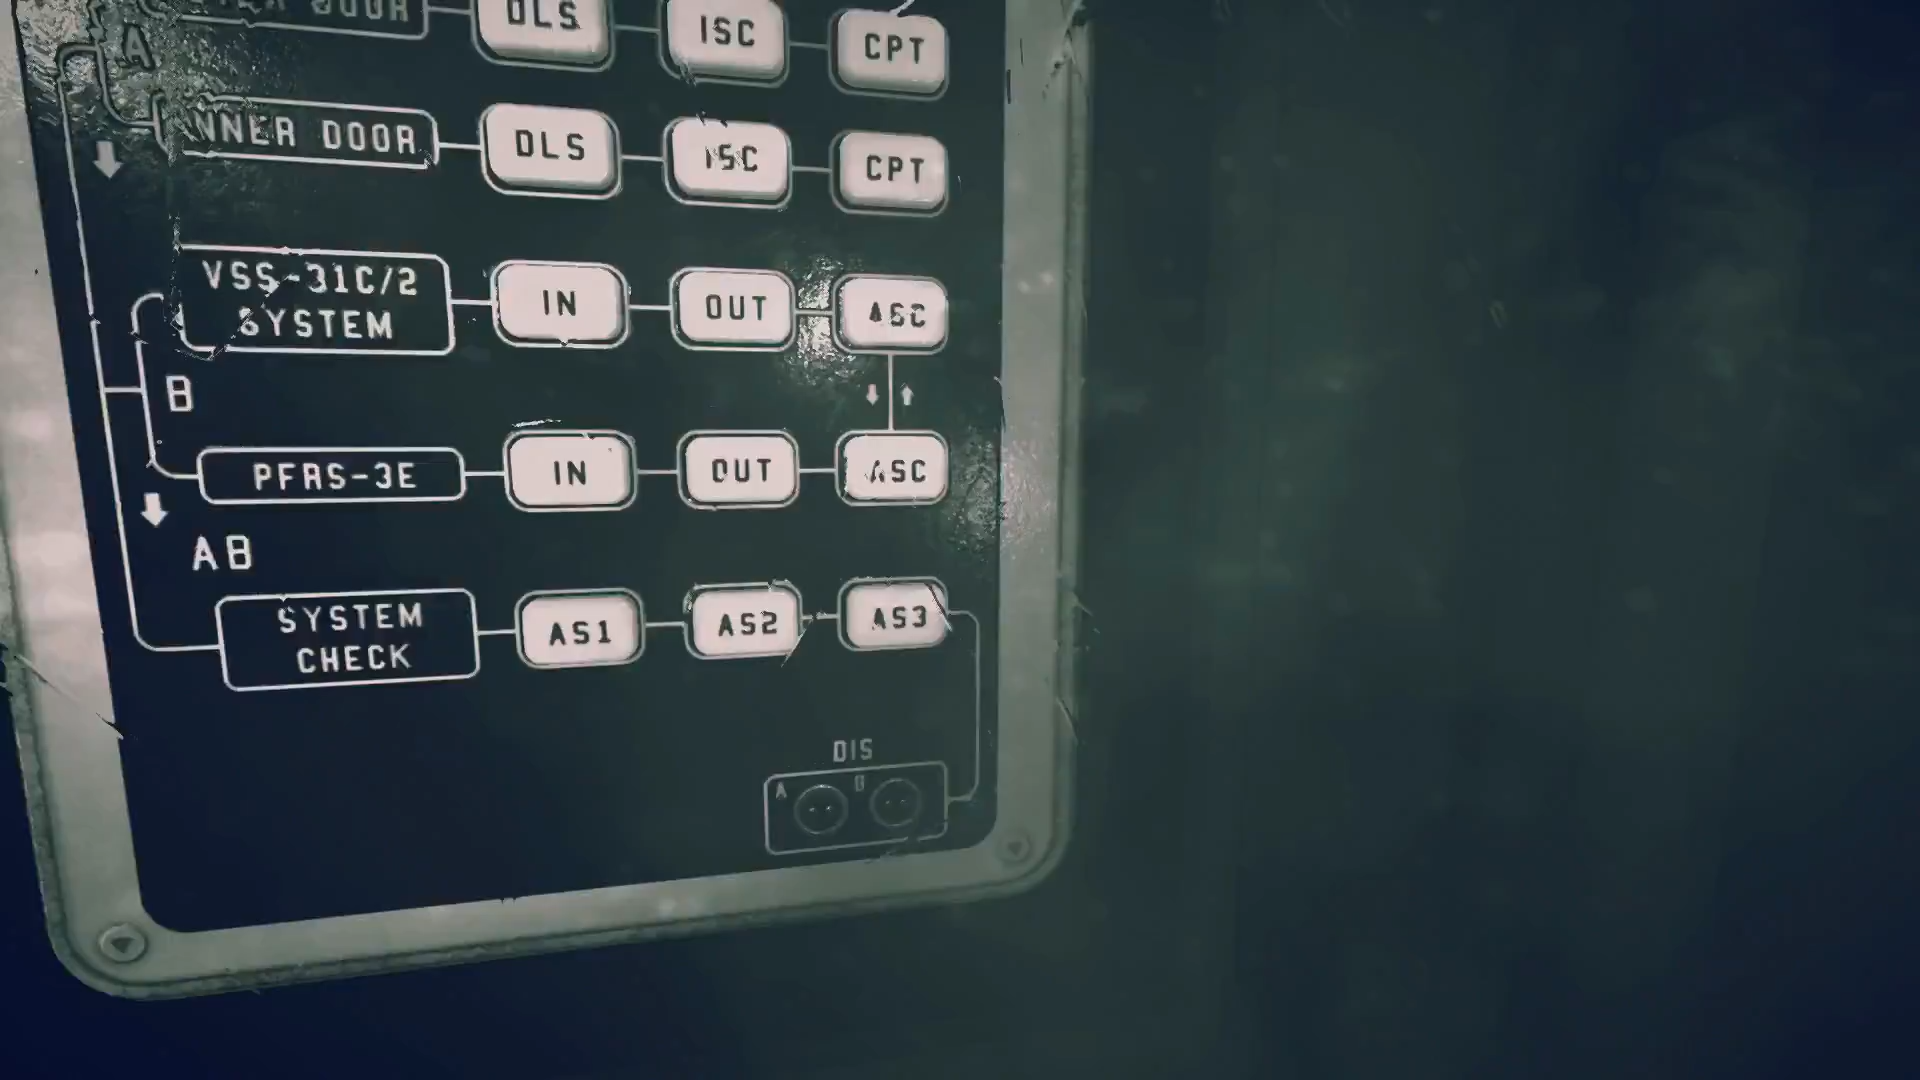 DOOR DLS ISC CPT
A
INNER DOOR DLS ISC CPT
VSS-31C/2
SYSTEM
IN OUT ASC
B
PFRS-3E IN OUT ASC
AB
SYSTEM
CHECK
AS1 AS2 AS3
DIS
A B